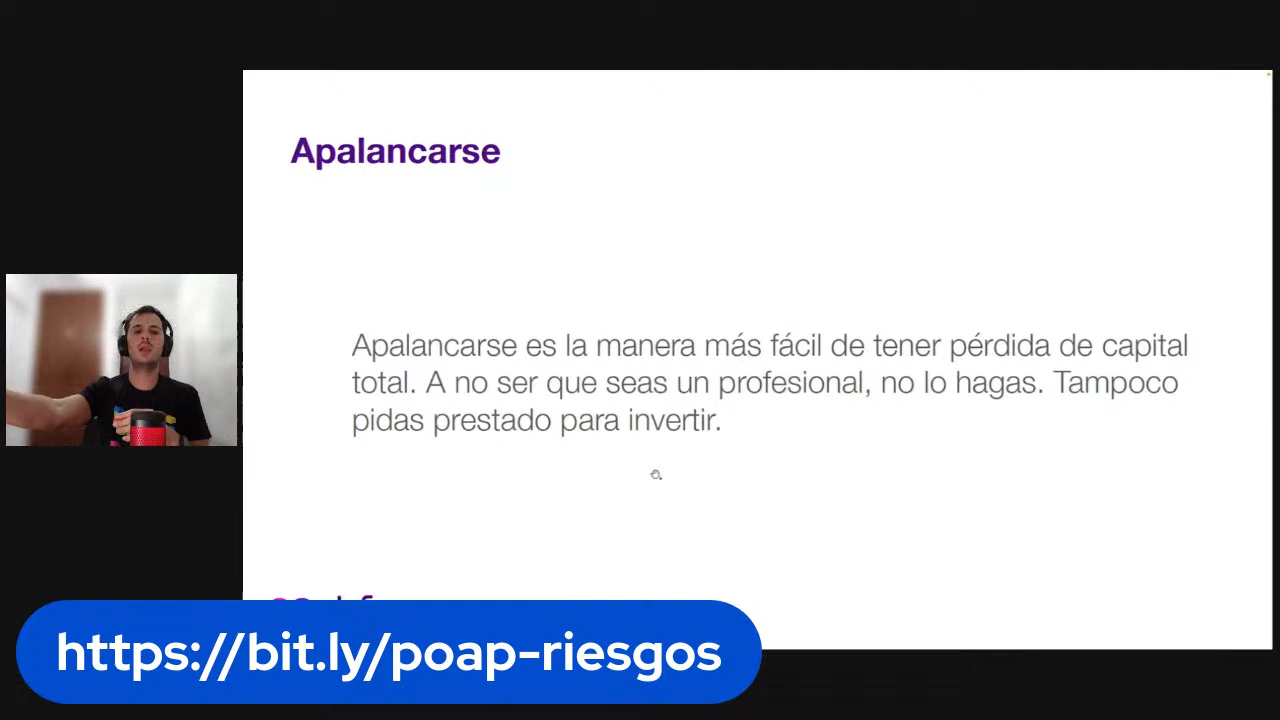 Apalancarse
Apalancarse es la manera más fácil de tener pérdida de capital
total. A no ser que seas un profesional, no lo hagas. Tampoco
pidas prestado para invertir.
https://bit.ly/poap-riesgos